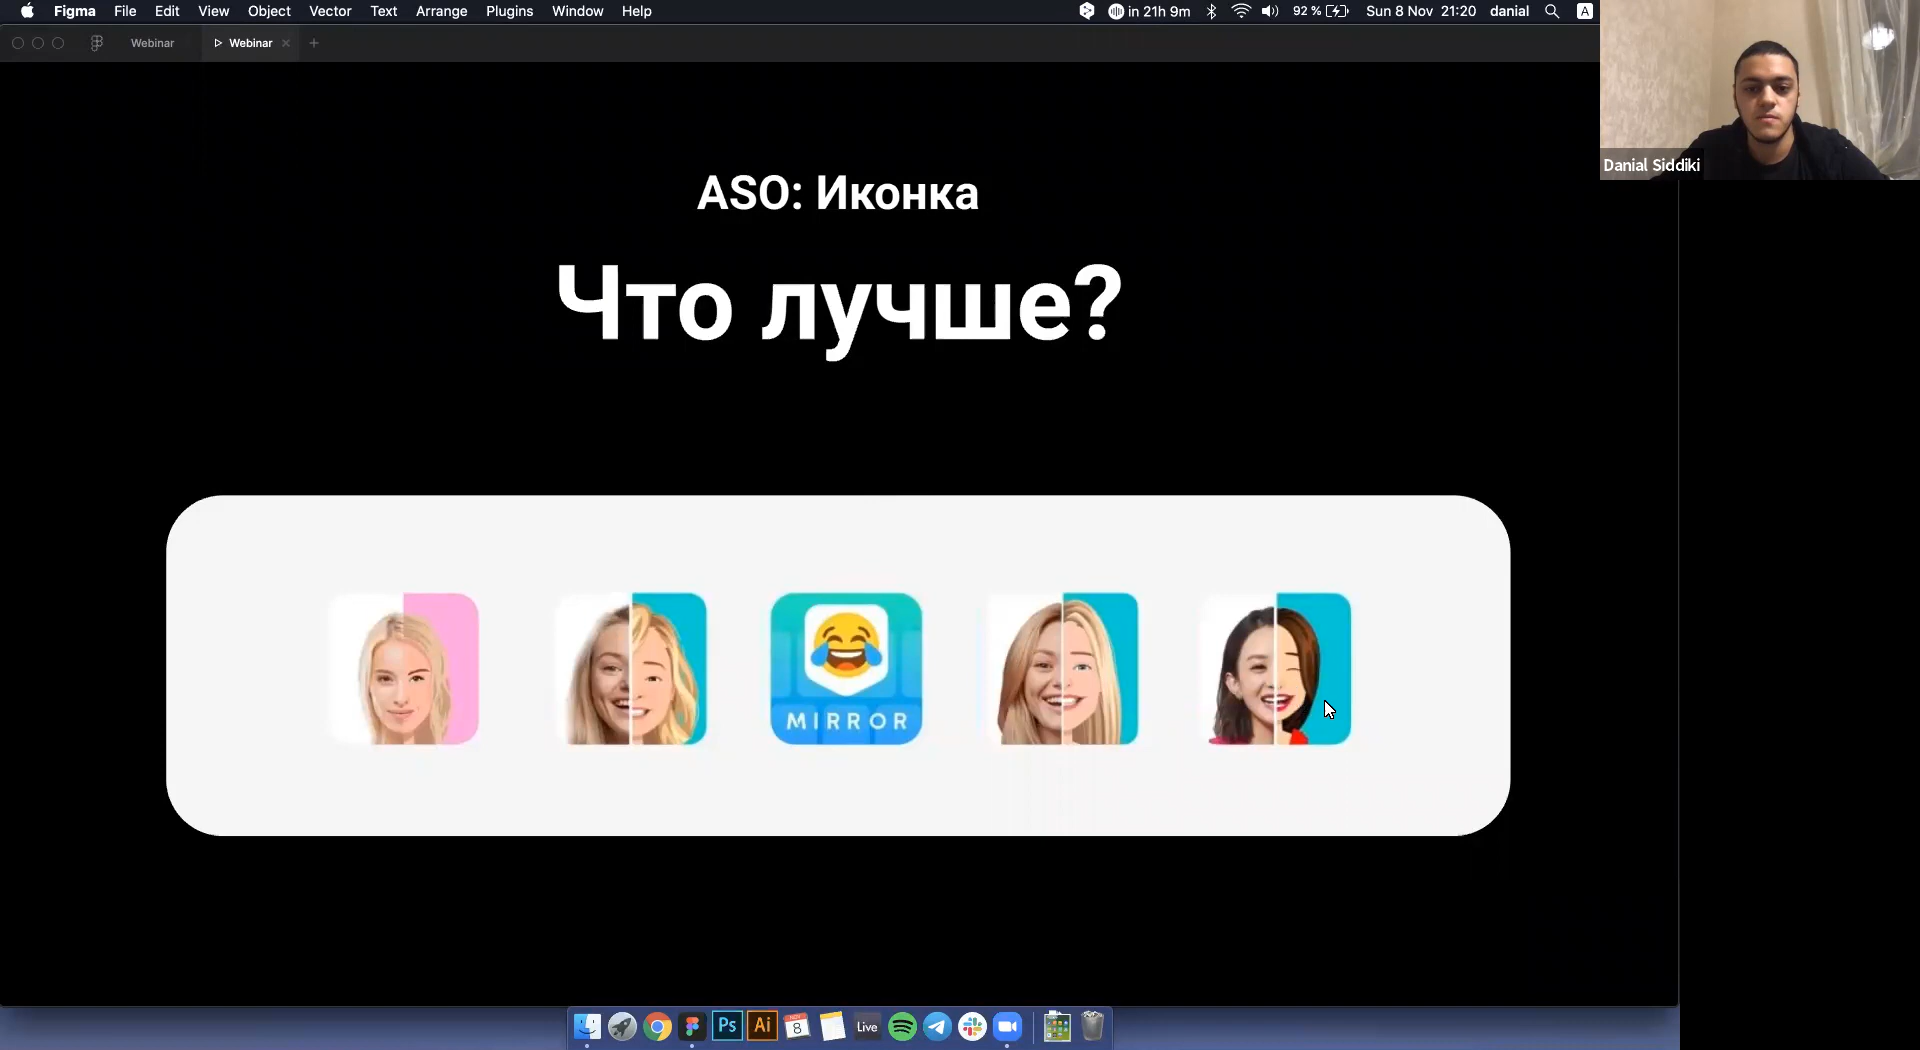 Figma File Edit View Object Vector Text Arrange Plugins Window Help in 21h 9m 92 % Sun 8 Nov 21:20 danial A
Webinar Webinar
Danial Siddiki
ASO: Иконка
Что лучше?
MIRROR
Ps Ai NOV 8 Live